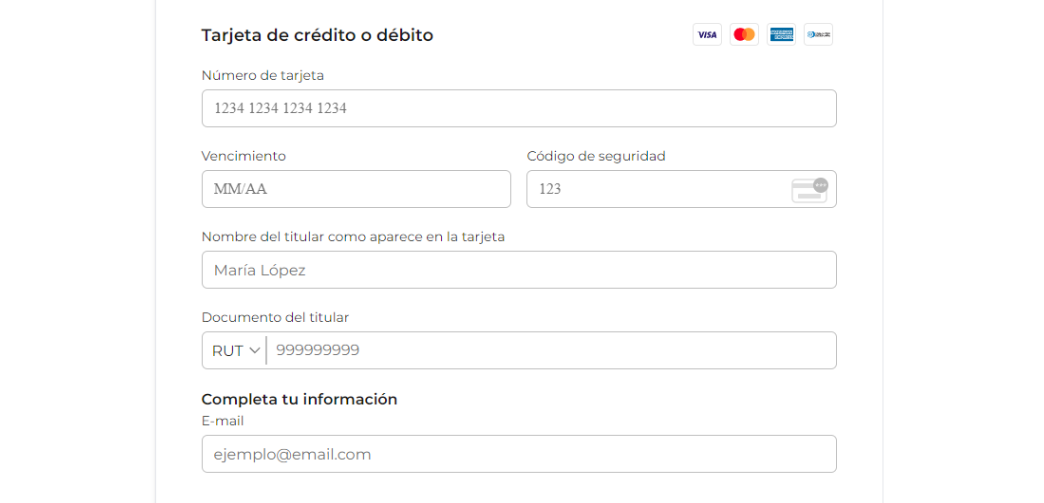 Tarjeta de crédito o débito VISA
Número de tarjeta
1234 1234 1234 1234
Vencimiento Código de seguridad
MM/AA 123
Nombre del titular como aparece en la tarjeta
María López
Documento del titular
RUT 999999999
Completa tu información
E-mail
ejemplo@email.com